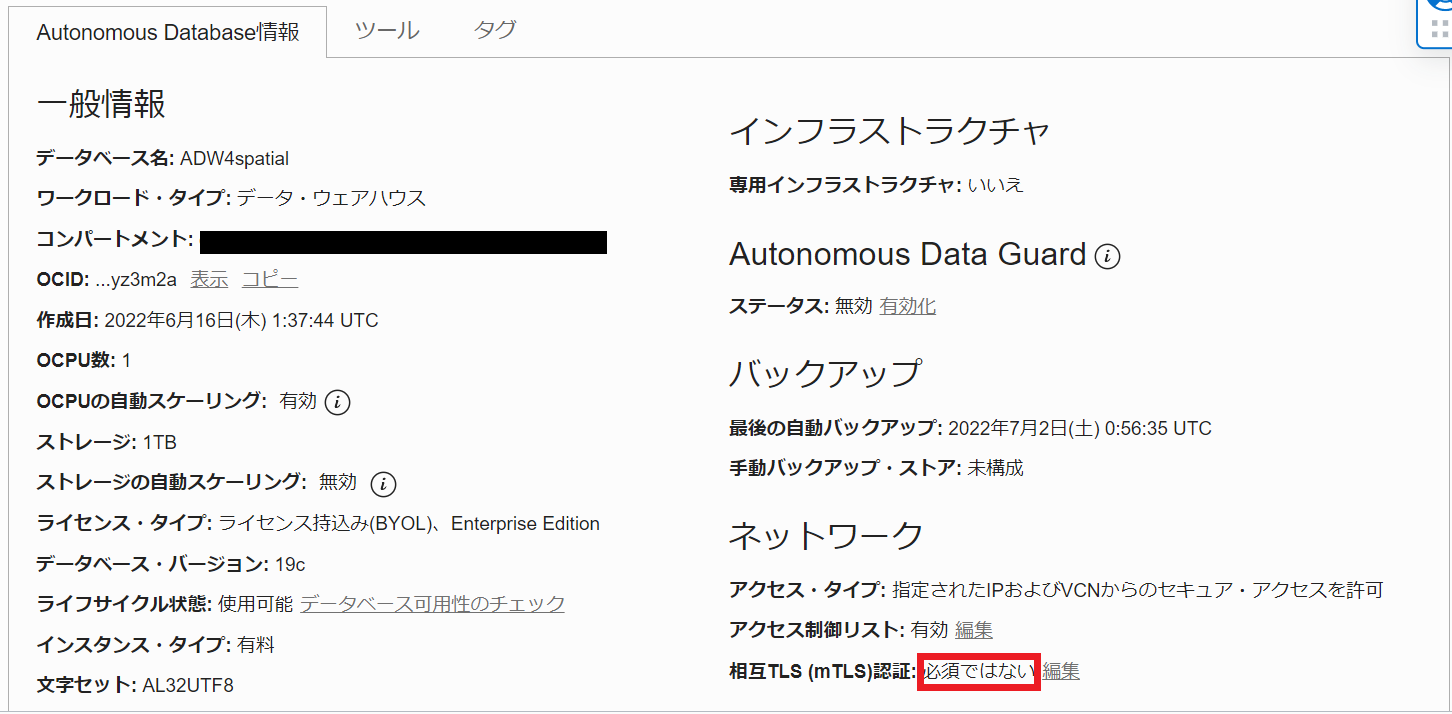 Autonomous Database情報 ツール タグ
一般情報
データベース名: ADW4spatial
ワークロード・タイプ: データ・ウェアハウス
コンパートメント:
OCID: ...yz3m2a 表示 コピー
作成日: 2022年6月16日(木) 1:37:44 UTC
OCPU数: 1
OCPUの自動スケーリング: 有効
ストレージ: 1TB
ストレージの自動スケーリング: 無効
ライセンス・タイプ: ライセンス持込み(BYOL)、Enterprise Edition
データベース・バージョン: 19c
ライフサイクル状態: 使用可能 データベース可用性のチェック
インスタンス・タイプ: 有料
文字セット: AL32UTF8
インフラストラクチャ
専用インフラストラクチャ: いいえ
Autonomous Data Guard
ステータス: 無効 有効化
バックアップ
最後の自動バックアップ: 2022年7月2日(土) 0:56:35 UTC
手動バックアップ・ストア: 未構成
ネットワーク
アクセス・タイプ: 指定されたIPおよびVCNからのセキュア・アクセスを許可
アクセス制御リスト: 有効 編集
相互TLS (mTLS)認証: 必須ではない 編集